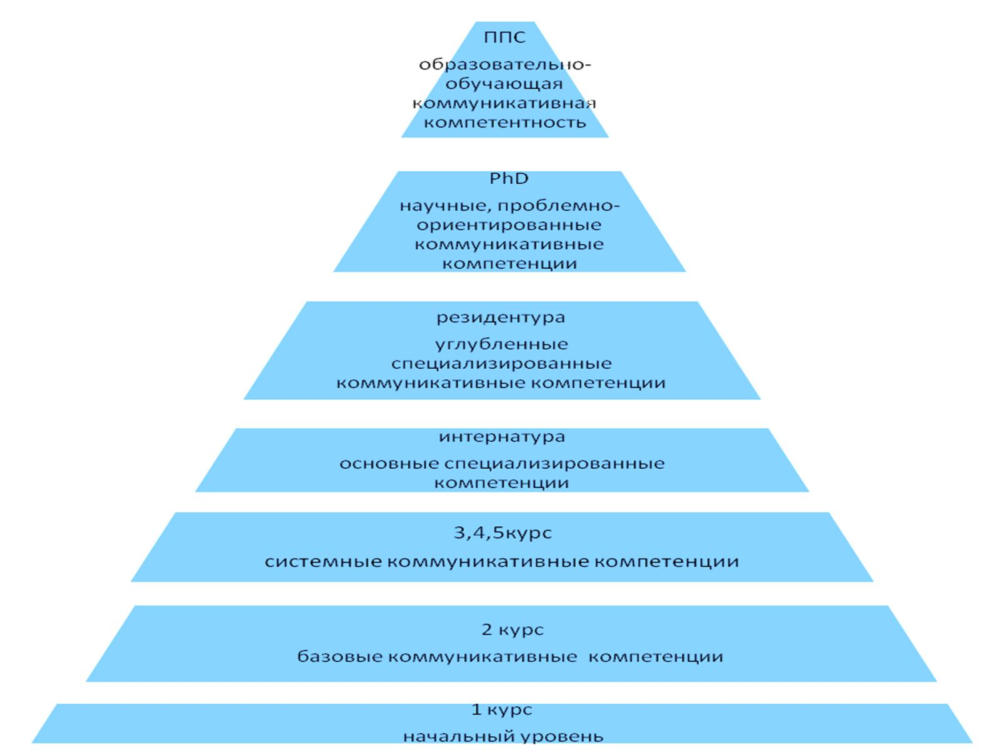 ППС
образовательно-
обучающая
коммуникативная
компетентность
PhD
научные, проблемно-
ориентированные
коммуникативные
компетенции
резидентура
углубленные
специализированные
коммуникативные компетенции
интернатура
основные специализированные
компетенции
3,4,5курс
системные коммуникативные компетенции
2 курс
базовые коммуникативные  компетенции
1 курс
начальный уровень